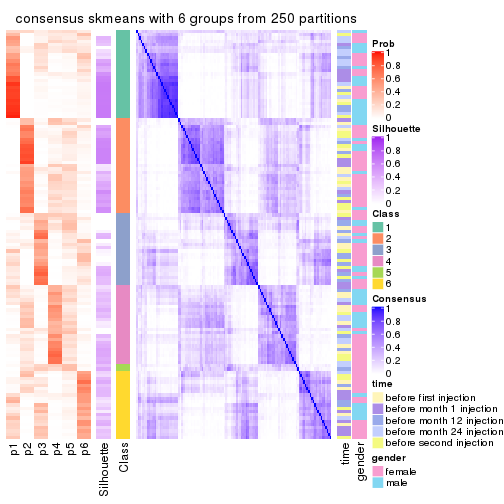 consensus skmeans with 6 groups from 250 partitions
Prob
1
0.8
0.6
0.4
0.2
0
Silhouette
1
0.8
0.6
0.4
0.2
0
Class
1
2
3
4
5
6
Consensus
1
0.8
0.6
0.4
0.2
0
time
before first injection
before month 1 injection
before month 12 injection
before month 24 injection
before second injection
gender
female
male
p1
p2
p3
p4
p5
p6
Silhouette
Class
time
gender